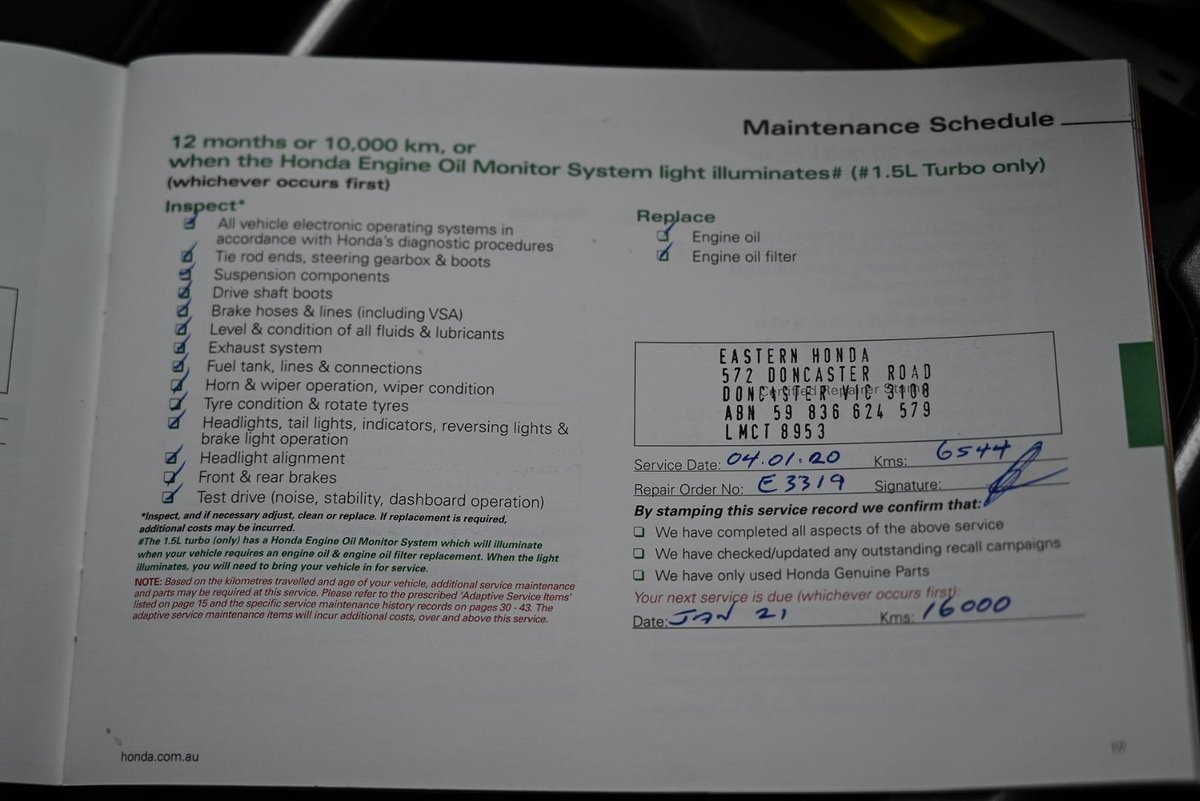 Maintenance Schedule
12 months or 10,000 km, or
when the Honda Engine Oil Monitor System light illuminates# (#1.5L Turbo only)
(whichever occurs first)
Inspect*
All vehicle electronic operating systems in
accordance with Honda's diagnostic procedures
Tie rod ends, steering gearbox & boots
Suspension components
Drive shaft boots
Brake hoses & lines (including VSA)
Level & condition of all fluids & lubricants
Exhaust system
Fuel tank, lines & connections
Horn & wiper operation, wiper condition
Tyre condition & rotate tyres
Headlights, tail lights, indicators, reversing lights &
brake light operation
Headlight alignment
Front & rear brakes
Test drive (noise, stability, dashboard operation)
*Inspect, and if necessary adjust, clean or replace. If replacement is required,
additional costs may be incurred.
#The 1.5L turbo (only) has a Honda Engine Oil Monitor System which will illuminate
when your vehicle requires an engine oil & engine oil filter replacement. When the light
illuminates, you will need to bring your vehicle in for service.
NOTE: Based on the kilometres travelled and age of your vehicle, additional service maintenance
and parts may be required at this service. Please refer to the prescribed 'Adaptive Service Items'
listed on page 15 and the specific service maintenance history records on pages 30 - 43. The
adaptive service maintenance items will incur additional costs, over and above this service.
Replace
Engine oil
Engine oil filter
EASTERN HONDA
572 DONCASTER ROAD
DONCASTER VIC 3108
Certified Repairer Stamp
ABN 59 836 624 579
LMCT 8953
Service Date: 04.01.20 Kms: 6544
Repair Order No: E3319 Signature:
By stamping this service record we confirm that:
We have completed all aspects of the above service
We have checked/updated any outstanding recall campaigns
We have only used Honda Genuine Parts
Your next service is due (whichever occurs first):
Date: JAN 21 Kms: 16000
honda.com.au